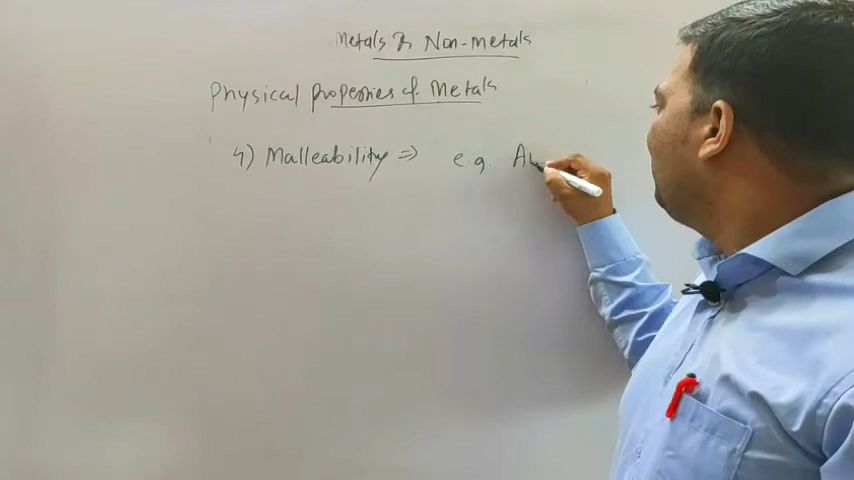 Metals & Non-Metals
Physical properties of Metals
4) Malleability => e.g. Au